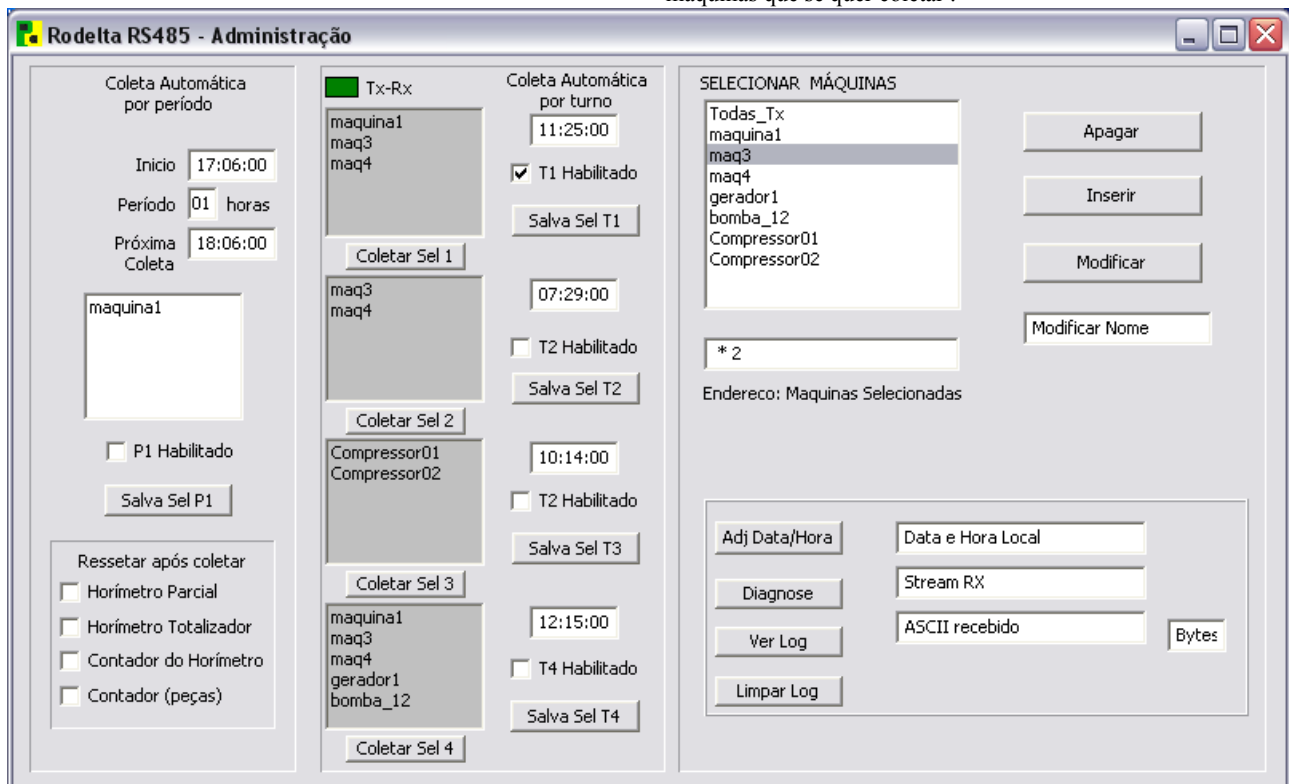 maquinas que se quer coletar .
Rodelta RS485 - Administração
Coleta Automática
por período
Inicio 17:06:00
Período 01 horas
Próxima 18:06:00
Coleta
maquina1
P1 Habilitado
Salva Sel P1
Ressetar após coletar
Horímetro Parcial
Horímetro Totalizador
Contador do Horímetro
Contador (peças)
Tx-Rx
Coleta Automática
por turno
maquina1
maq3
maq4
11:25:00
T1 Habilitado
Salva Sel T1
Coletar Sel 1
maq3
maq4
07:29:00
T2 Habilitado
Salva Sel T2
Coletar Sel 2
Compressor01
Compressor02
10:14:00
T2 Habilitado
Salva Sel T3
Coletar Sel 3
maquina1
maq3
maq4
gerador1
bomba_12
12:15:00
T4 Habilitado
Salva Sel T4
Coletar Sel 4
SELECIONAR MÁQUINAS
Todas_Tx
maquina1
maq3
maq4
gerador1
bomba_12
Compressor01
Compressor02
Apagar
Inserir
Modificar
Modificar Nome
* 2
Endereco: Maquinas Selecionadas
Adj Data/Hora
Data e Hora Local
Diagnose
Stream RX
Ver Log
ASCII recebido
Bytes
Limpar Log